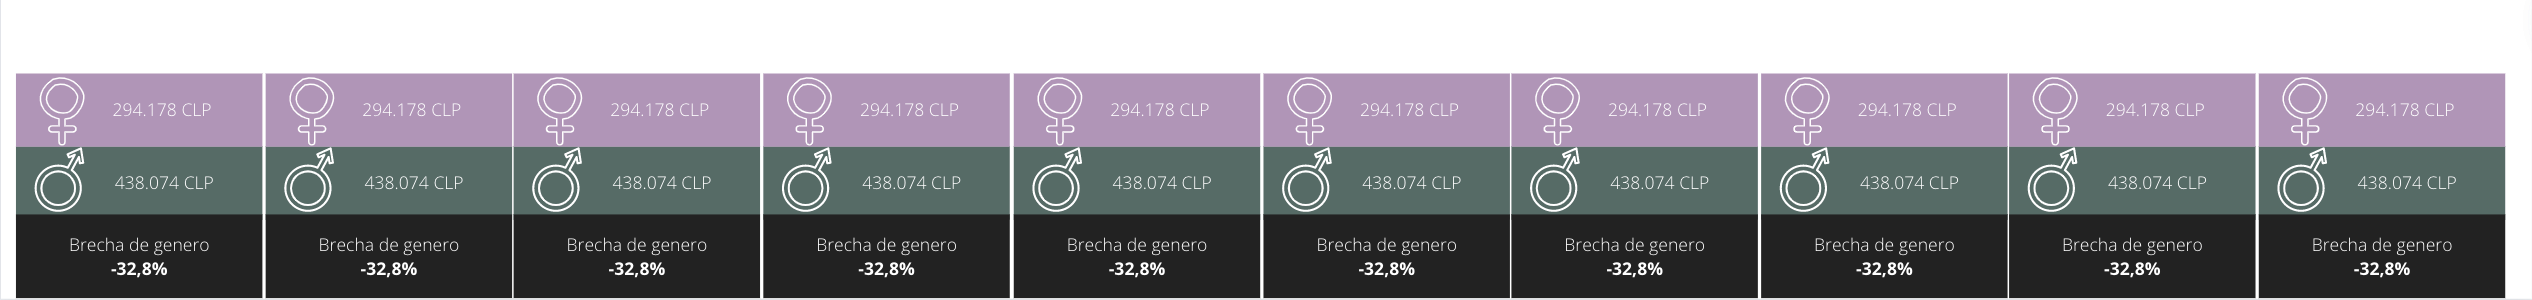 294.178 CLP 294.178 CLP 294.178 CLP 294.178 CLP 294.178 CLP 294.178 CLP 294.178 CLP 294.178 CLP 294.178 CLP 294.178 CLP
438.074 CLP 438.074 CLP 438.074 CLP 438.074 CLP 438.074 CLP 438.074 CLP 438.074 CLP 438.074 CLP 438.074 CLP 438.074 CLP
Brecha de genero Brecha de genero Brecha de genero Brecha de genero Brecha de genero Brecha de genero Brecha de genero Brecha de genero Brecha de genero Brecha de genero
-32,8% -32,8% -32,8% -32,8% -32,8% -32,8% -32,8% -32,8% -32,8% -32,8%